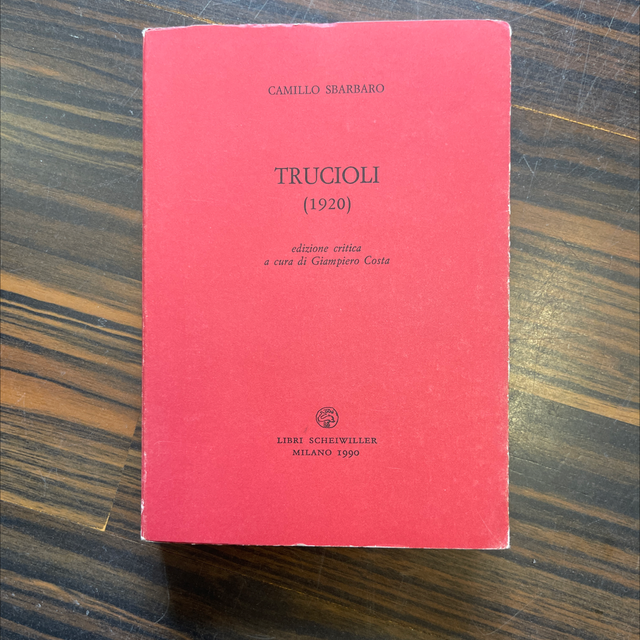 CAMILLO SBARBARO
TRUCIOLI
(1920)
edizione critica
a cura di Giampiero Costa
LIBRI SCHEIWILLER
MILANO 1990